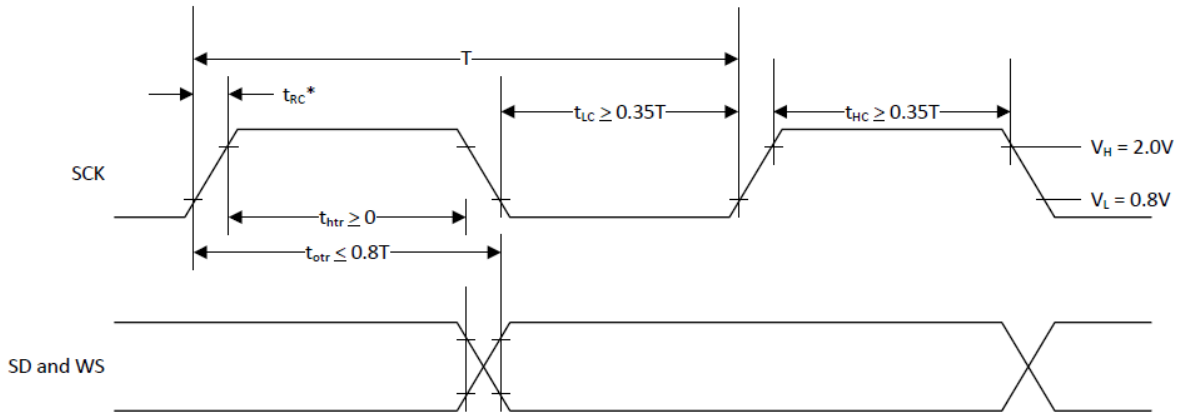 T
tRC*
tLC ≥ 0.35T
tHC ≥ 0.35T
VH = 2.0V
SCK
VL = 0.8V
thtr ≥ 0
totr ≤ 0.8T
SD and WS